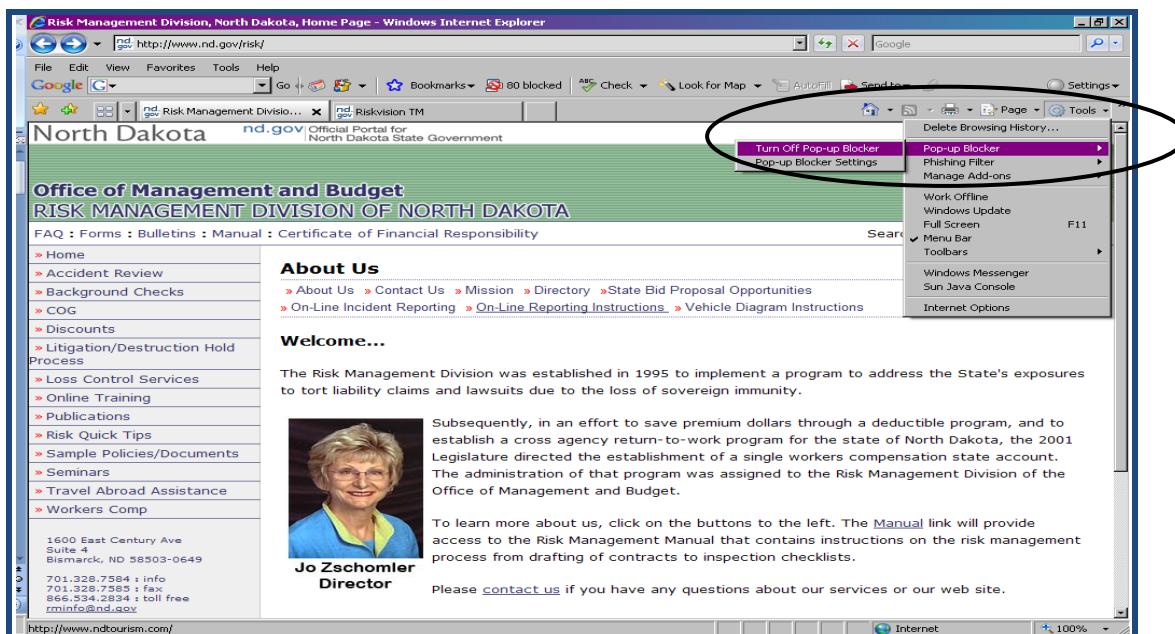 Risk Management Division, North Dakota, Home Page - Windows Internet Explorer
http://www.nd.gov/risk/
Google
File Edit View Favorites Tools Help
Google G Go Bookmarks 80 blocked Check Look for Map AutoFill Send to Settings
Risk Management Divisio... Riskvision TM Page Tools
North Dakota nd.gov Official Portal for
North Dakota State Government
Delete Browsing History...
Turn Off Pop-up Blocker Pop-up Blocker
Pop-up Blocker Settings Phishing Filter
Manage Add-ons
Work Offline
Windows Update
Full Screen F11
Menu Bar
Toolbars
Windows Messenger
Sun Java Console
Internet Options
Office of Management and Budget
RISK MANAGEMENT DIVISION OF NORTH DAKOTA
FAQ : Forms : Bulletins : Manual : Certificate of Financial Responsibility
» Home
» Accident Review
» Background Checks
» COG
» Discounts
» Litigation/Destruction Hold
Process
» Loss Control Services
» Online Training
» Publications
» Risk Quick Tips
» Sample Policies/Documents
» Seminars
» Travel Abroad Assistance
» Workers Comp
1600 East Century Ave
Suite 4
Bismarck, ND 58503-0649
701.328.7584 : info
701.328.7585 : fax
866.534.2834 : toll free
rminfo@nd.gov
About Us
» About Us » Contact Us » Mission » Directory »State Bid Proposal Opportunities
» On-Line Incident Reporting » On-Line Reporting Instructions » Vehicle Diagram Instructions
Welcome...
The Risk Management Division was established in 1995 to implement a program to address the State's exposures
to tort liability claims and lawsuits due to the loss of sovereign immunity.
Subsequently, in an effort to save premium dollars through a deductible program, and to
establish a cross agency return-to-work program for the state of North Dakota, the 2001
Legislature directed the establishment of a single workers compensation state account.
The administration of that program was assigned to the Risk Management Division of the
Office of Management and Budget.
To learn more about us, click on the buttons to the left. The Manual link will provide
access to the Risk Management Manual that contains instructions on the risk management
process from drafting of contracts to inspection checklists.
Please contact us if you have any questions about our services or our web site.
Jo Zschomler
Director
http://www.ndtourism.com/ Internet 100%